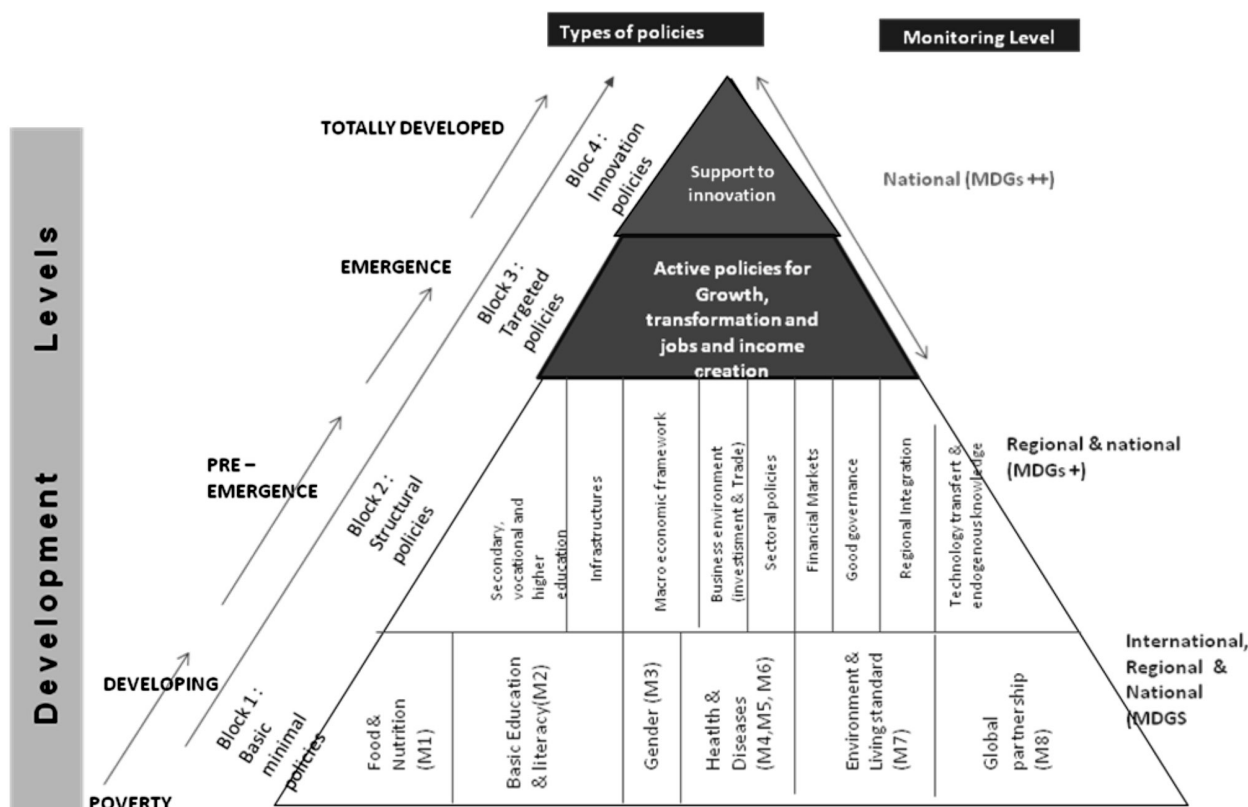 Types of policies
Monitoring Level
Development Levels
TOTALLY DEVELOPED
EMERGENCE
PRE –
EMERGENCE
DEVELOPING
POVERTY
Bloc 4 :
Innovation
policies
Block 3 :
Targeted
policies
Block 2 :
Structural
policies
Block 1 :
Basic
minimal
policies
Support to
innovation
Active policies for
Growth,
transformation and
jobs and income
creation
Secondary,
vocational and
higher
education
Infrastructures
Macro economic framework
Business environment
(investisment & Trade)
Sectoral policies
Financial Markets
Good governance
Regional Integration
Technology transfert &
endogenous knowledge
Food &
Nutrition
(M1)
Basic Education
& literacy(M2)
Gender (M3)
Heatlh &
Diseases
(M4,M5, M6)
Environment &
Living standard
(M7)
Global
partnership
(M8)
National (MDGs ++)
Regional & national
(MDGs +)
International,
Regional &
National
(MDGS